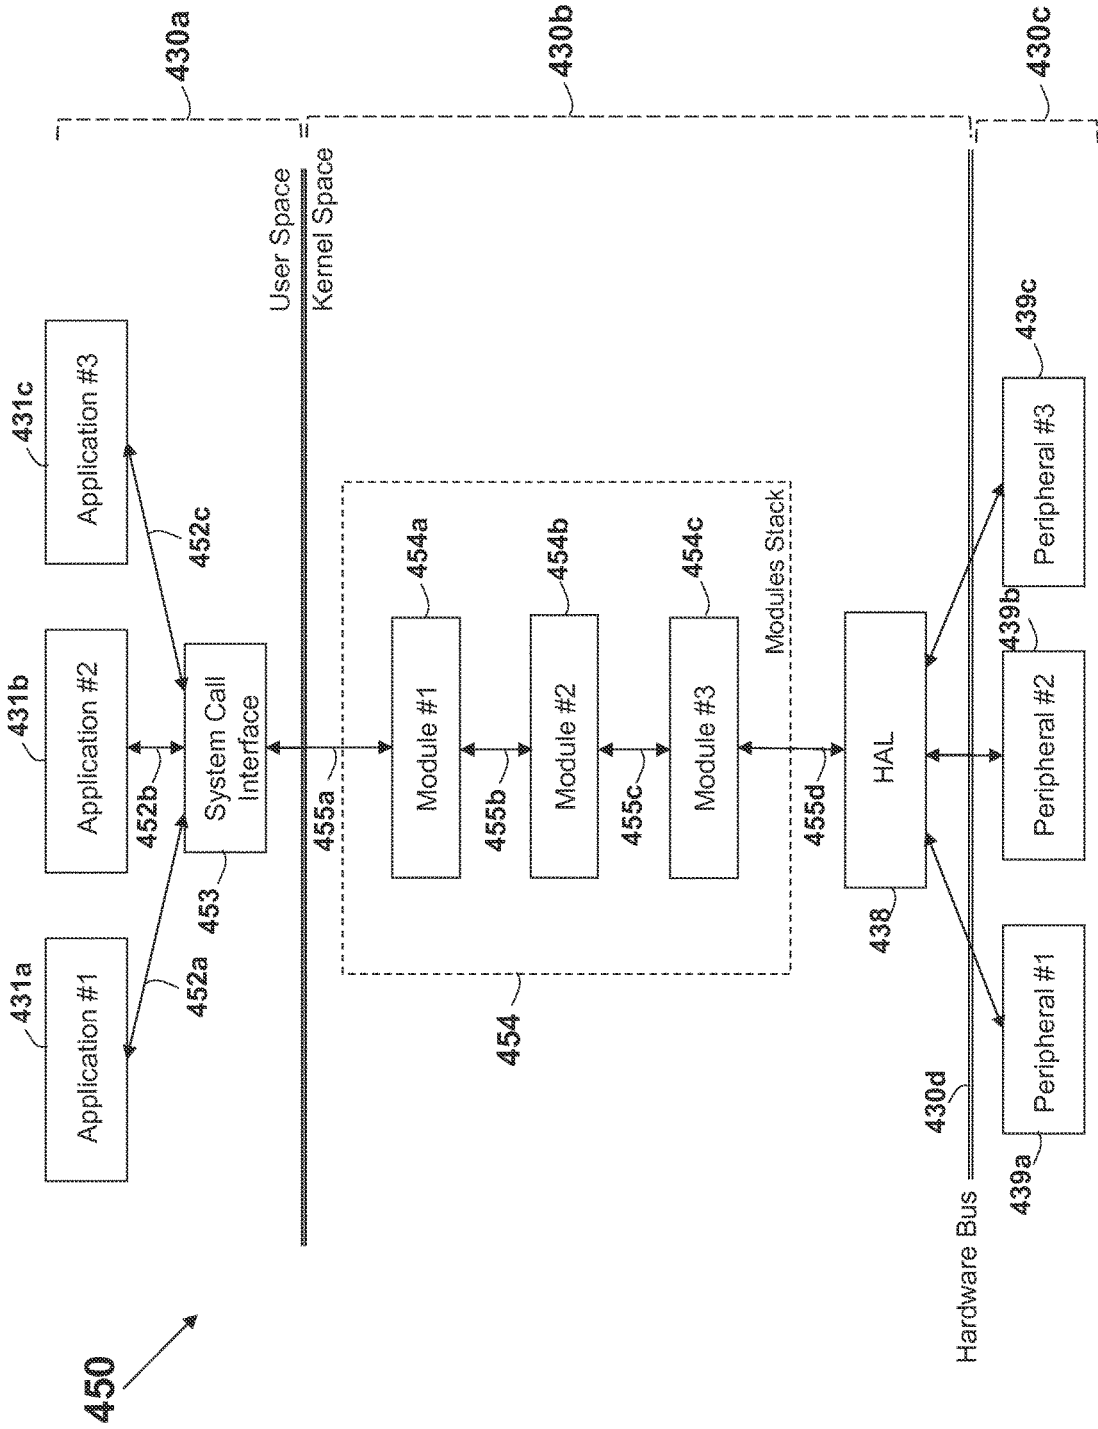 450
431a
Application #1
431b
Application #2
431c
Application #3
430a
452a
452b
452c
453
System Call
Interface
User Space
Kernel Space
455a
430b
454
Module #1
454a
455b
Module #2
454b
455c
Module #3
454c
Modules Stack
455d
438
HAL
430d
Hardware Bus
439a
Peripheral #1
439b
Peripheral #2
439c
Peripheral #3
430c